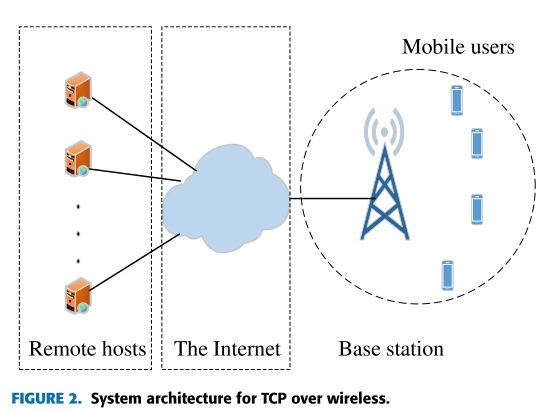 Mobile users
Remote hosts
The Internet
Base station
FIGURE 2. System architecture for TCP over wireless.